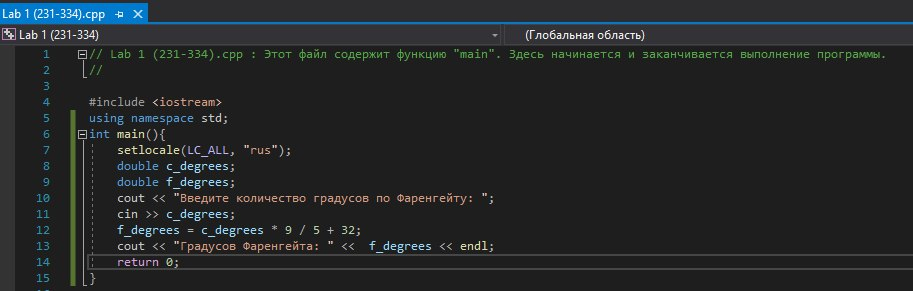 Lab 1 (231-334).cpp
Lab 1 (231-334) (Глобальная область)
1 // Lab 1 (231-334).cpp : Этот файл содержит функцию "main". Здесь начинается и заканчивается выполнение программы.
2 //
3
4 #include <iostream>
5 using namespace std;
6 int main(){
7 setlocale(LC_ALL, "rus");
8 double c_degrees;
9 double f_degrees;
10 cout << "Введите количество градусов по Фаренгейту: ";
11 cin >> c_degrees;
12 f_degrees = c_degrees * 9 / 5 + 32;
13 cout << "Градусов Фаренгейта: " << f_degrees << endl;
14 return 0;
15 }